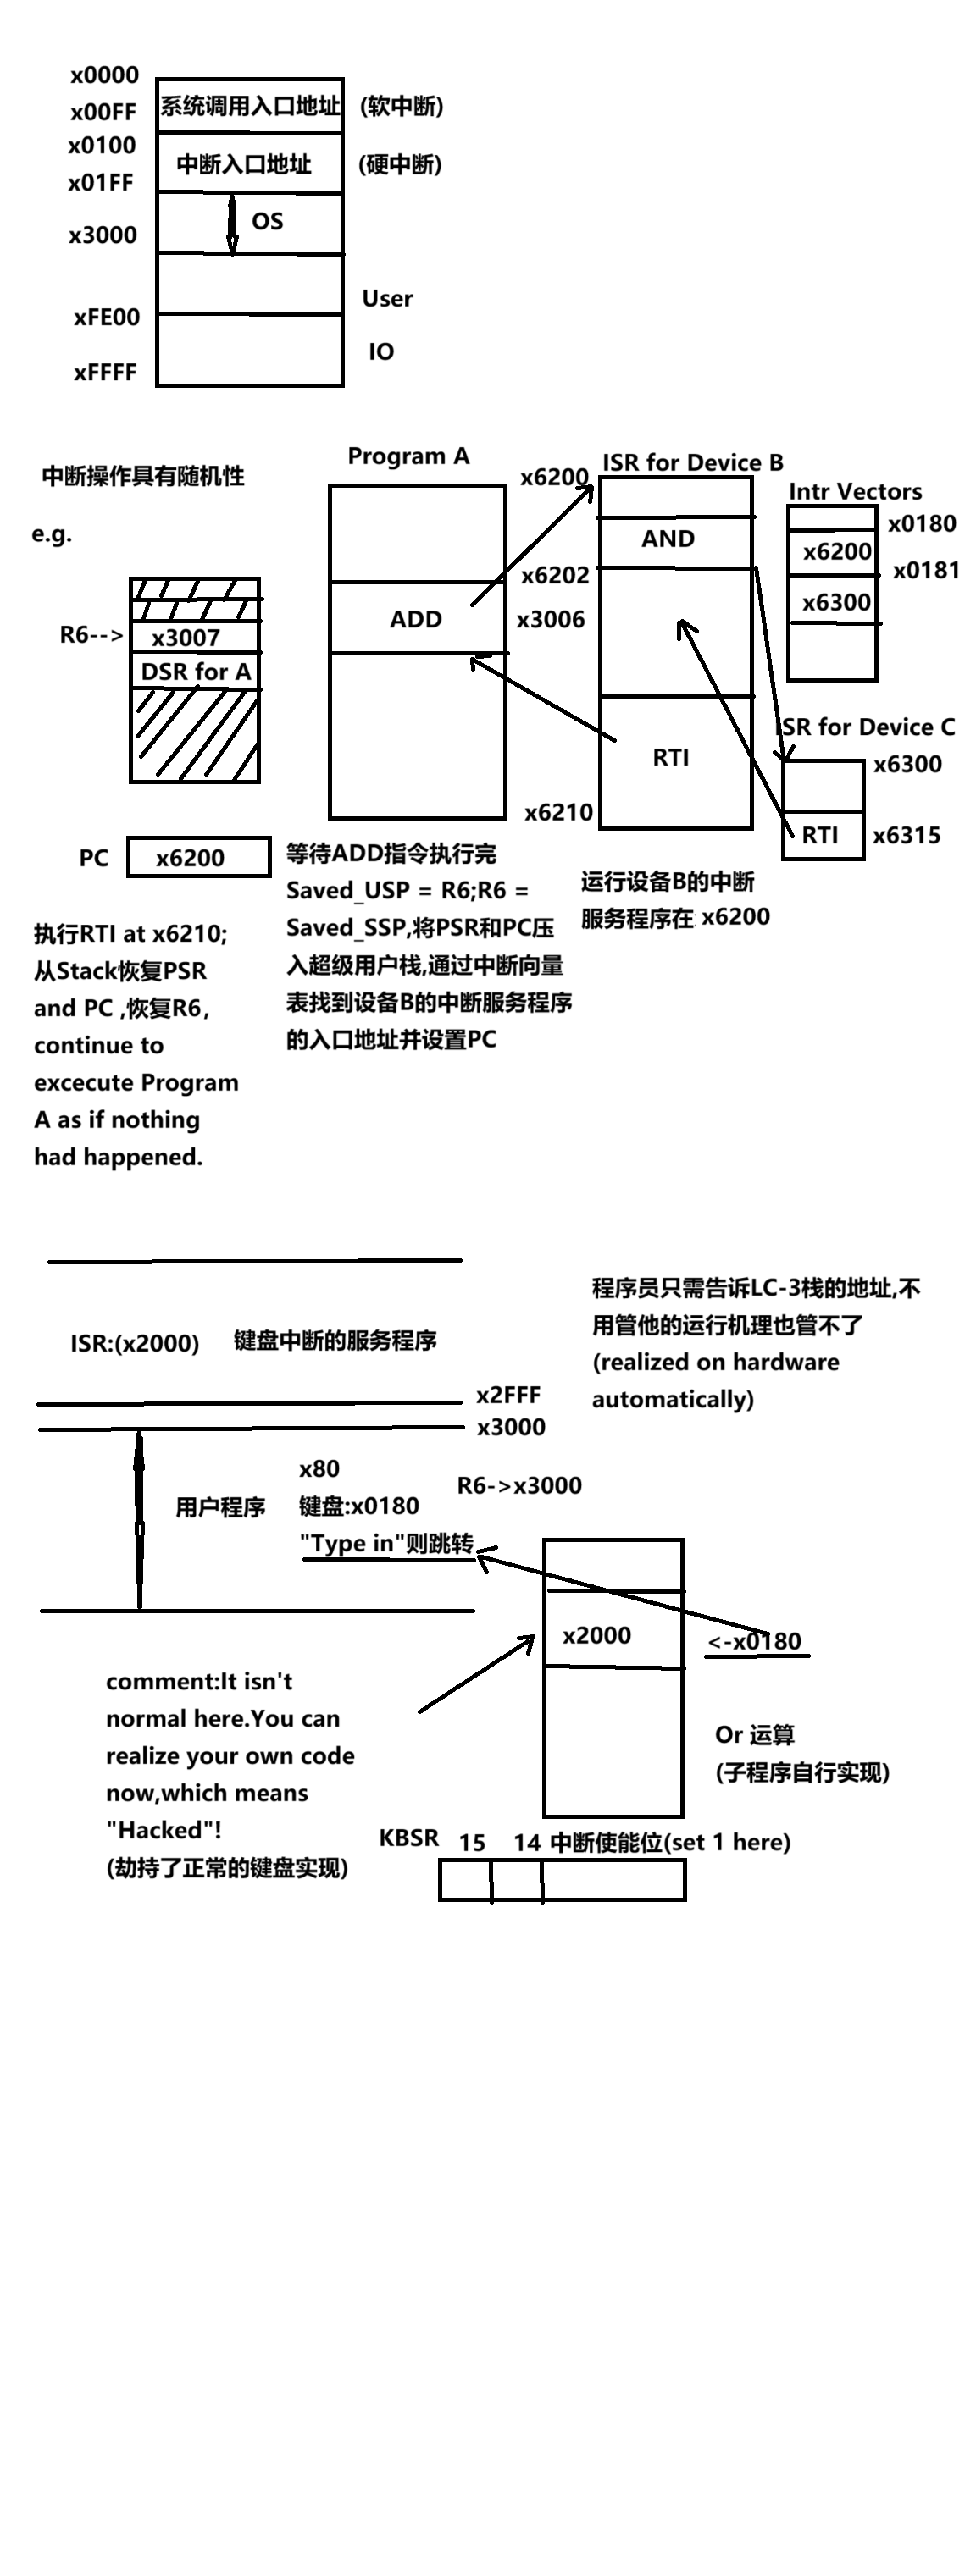 x0000
系统调用入口地址 (软中断)
x00FF
x0100
中断入口地址 (硬中断)
x01FF
OS
x3000
User
xFE00
IO
xFFFF
中断操作具有随机性
e.g.
R6-->
x3007
DSR for A
PC
x6200
Program A
ADD
x3006
x6200
ISR for Device B
AND
x6202
RTI
x6210
Intr Vectors
x0180
x6200
x0181
x6300
SR for Device C
x6300
RTI
x6315
等待ADD指令执行完
Saved_USP = R6;R6 =
Saved_SSP,将PSR和PC压
入超级用户栈,通过中断向量
表找到设备B的中断服务程序
的入口地址并设置PC
运行设备B的中断
服务程序在 x6200
执行RTI at x6210;
从Stack恢复PSR
and PC ,恢复R6,
continue to
excecute Program
A as if nothing
had happened.
ISR:(x2000) 键盘中断的服务程序
x2FFF
x3000
程序员只需告诉LC-3栈的地址,不
用管他的运行机理也管不了
(realized on hardware
automatically)
用户程序
x80
键盘:x0180
"Type in"则跳转
R6->x3000
x2000
<-x0180
comment:It isn't
normal here.You can
realize your own code
now,which means
"Hacked"!
(劫持了正常的键盘实现)
Or 运算
(子程序自行实现)
KBSR 15 14 中断使能位(set 1 here)